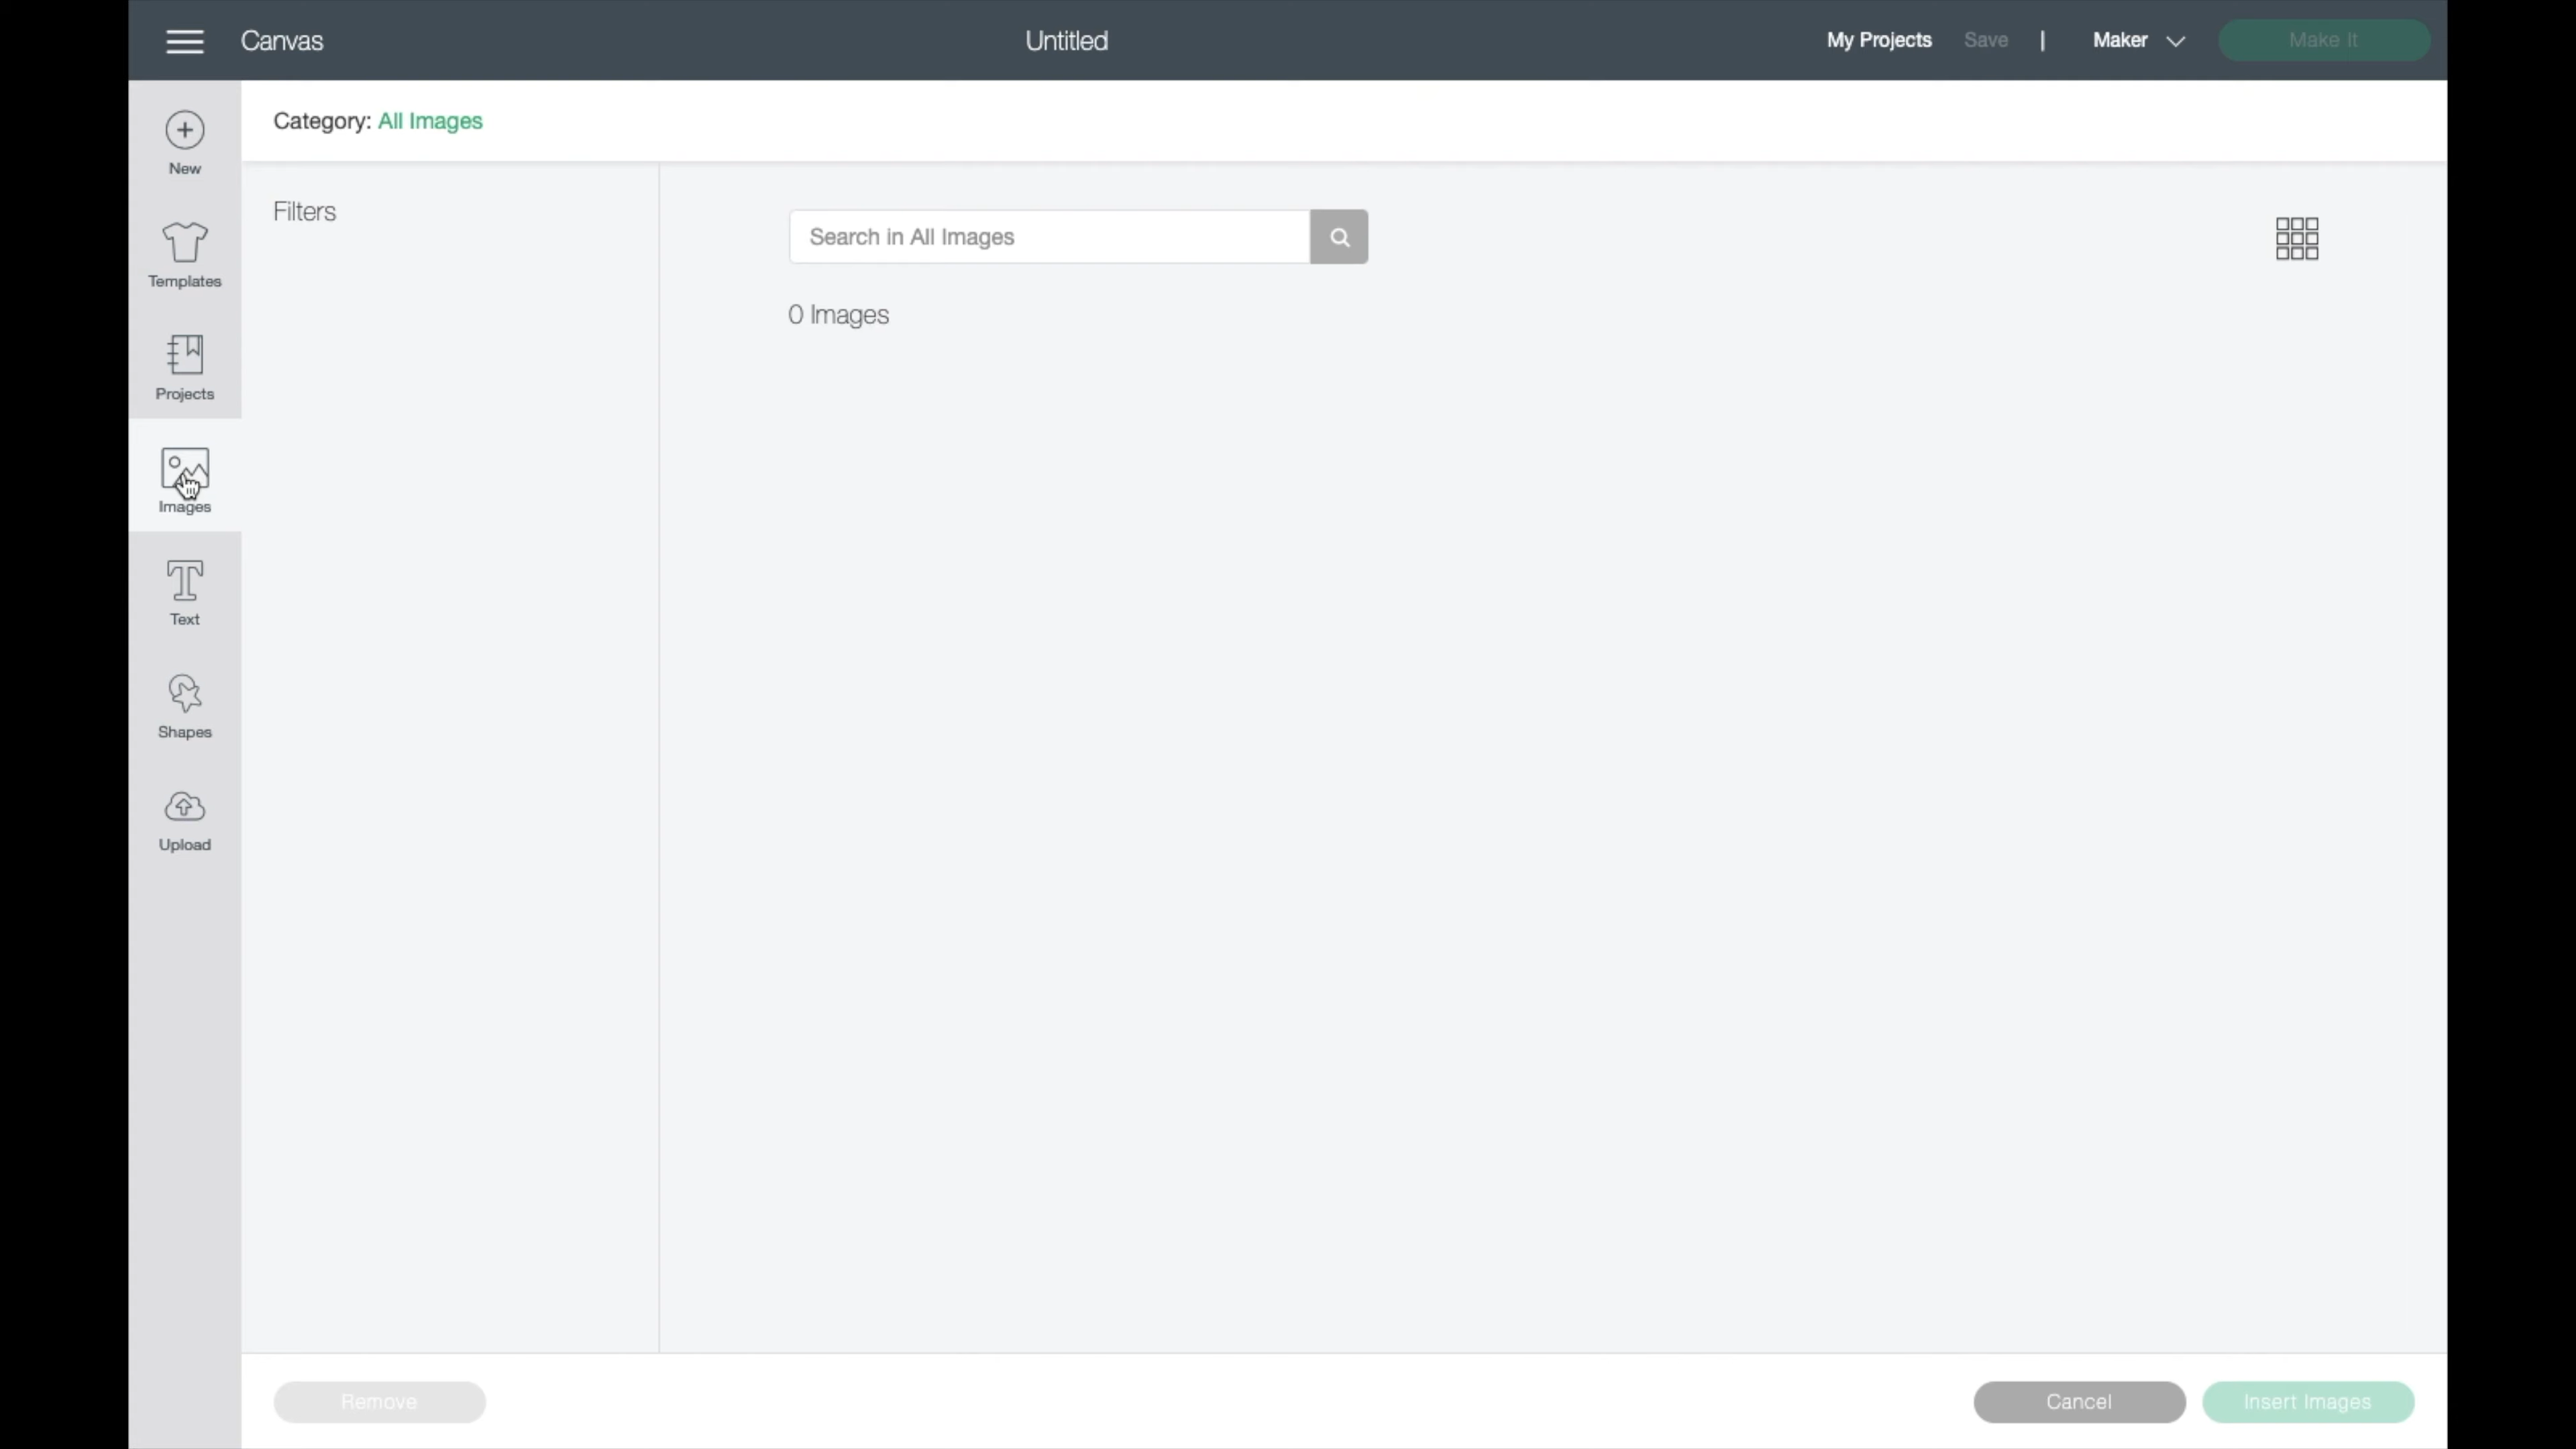 Canvas
Untitled
My Projects
Save
|
Maker
Make It
New
Templates
Projects
Images
Text
Shapes
Upload
Category: All Images
Filters
Search in All Images
0 Images
Remove
Cancel
Insert Images